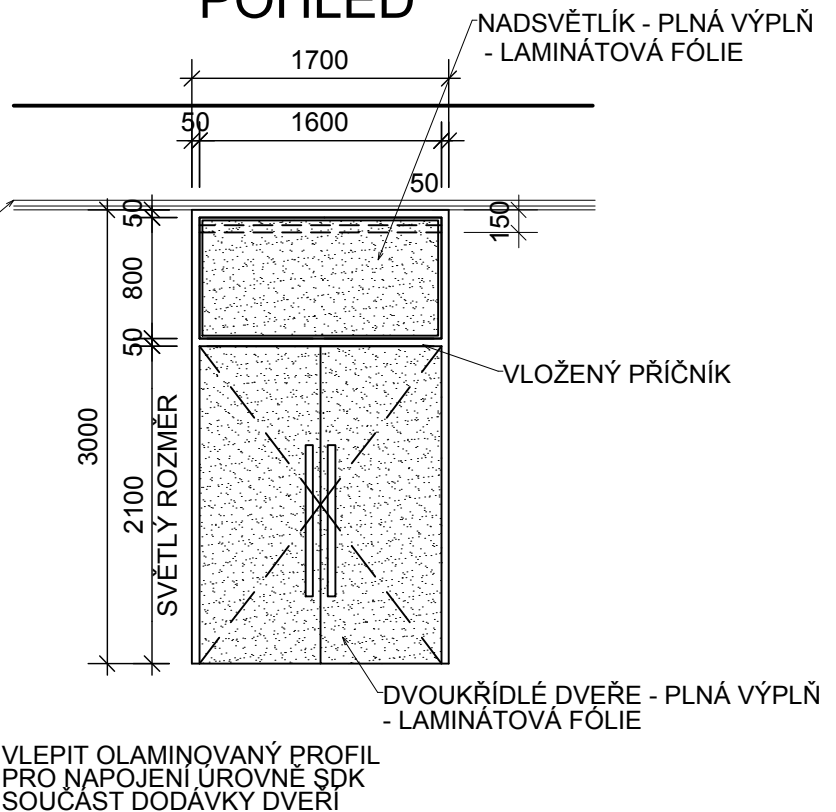 POHLED
NADSVĚTLÍK - PLNÁ VÝPLŇ
- LAMINÁTOVÁ FÓLIE
1700
50
1600
50
50
150
800
50
VLOŽENÝ PŘÍČNÍK
3000
2100
SVĚTLÝ ROZMĚR
DVOUKŘÍDLÉ DVEŘE - PLNÁ VÝPLŇ
- LAMINÁTOVÁ FÓLIE
VLEPIT OLAMINOVANÝ PROFIL
PRO NAPOJENÍ ÚROVNĚ SDK
SOUČÁST DODÁVKY DVEŘÍ